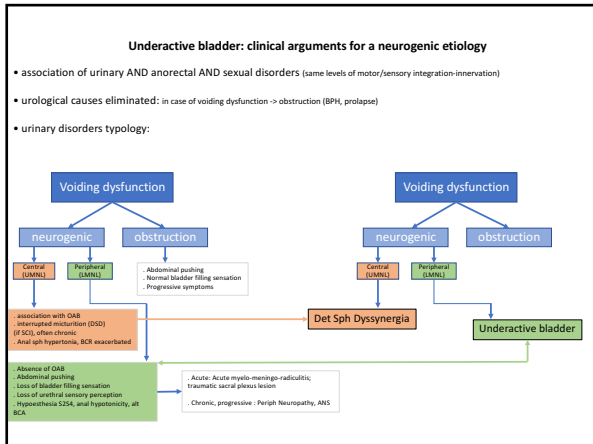 Underactive bladder: clinical arguments for a neurogenic etiology
• association of urinary AND anorectal AND sexual disorders (same levels of motor/sensory integration-innervation)
• urological causes eliminated: in case of voiding dysfunction -> obstruction (BPH, prolapse)
• urinary disorders typology:
Voiding dysfunction
neurogenic
obstruction
Central
(UMNL)
Peripheral
(LMNL)
. Abdominal pushing
. Normal bladder filling sensation
. Progressive symptoms
. association with OAB
. interrupted micturition (DSD)
(if SCI), often chronic
. Anal sph hypertonia, BCR exacerbated
. Absence of OAB
. Abdominal pushing
. Loss of bladder filling sensation
. Loss of urethral sensory perception
. Hypoesthesia S2S4, anal hypotonicity, alt
BCA
. Acute: Acute myelo-meningo-radiculitis;
traumatic sacral plexus lesion
. Chronic, progressive : Periph Neuropathy, ANS
Voiding dysfunction
neurogenic
obstruction
Central
(UMNL)
Peripheral
(LMNL)
Det Sph Dyssynergia
Underactive bladder